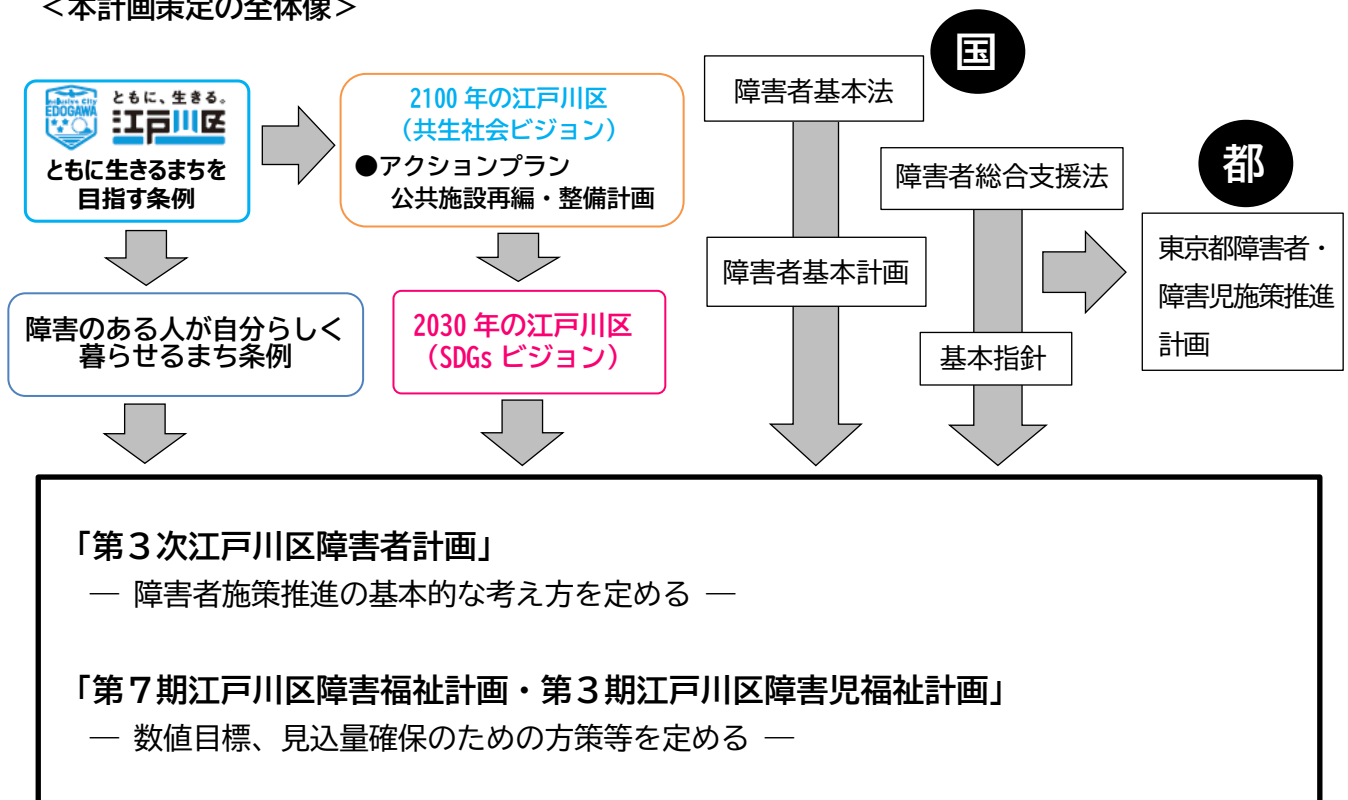 <本計画策定の全体像>
Inclusive City
EDOGAWA
ともに、生きる。
江戸川区
ともに生きるまちを
目指す条例
2100 年の江戸川区
(共生社会ビジョン)
●アクションプラン
公共施設再編・整備計画
障害のある人が自分らしく
暮らせるまち条例
2030 年の江戸川区
(SDGs ビジョン)
国
障害者基本法
障害者基本計画
障害者総合支援法
基本指針
都
東京都障害者・
障害児施策推進
計画
「第3次江戸川区障害者計画」
― 障害者施策推進の基本的な考え方を定める ―
「第7期江戸川区障害福祉計画・第3期江戸川区障害児福祉計画」
― 数値目標、見込量確保のための方策等を定める ―